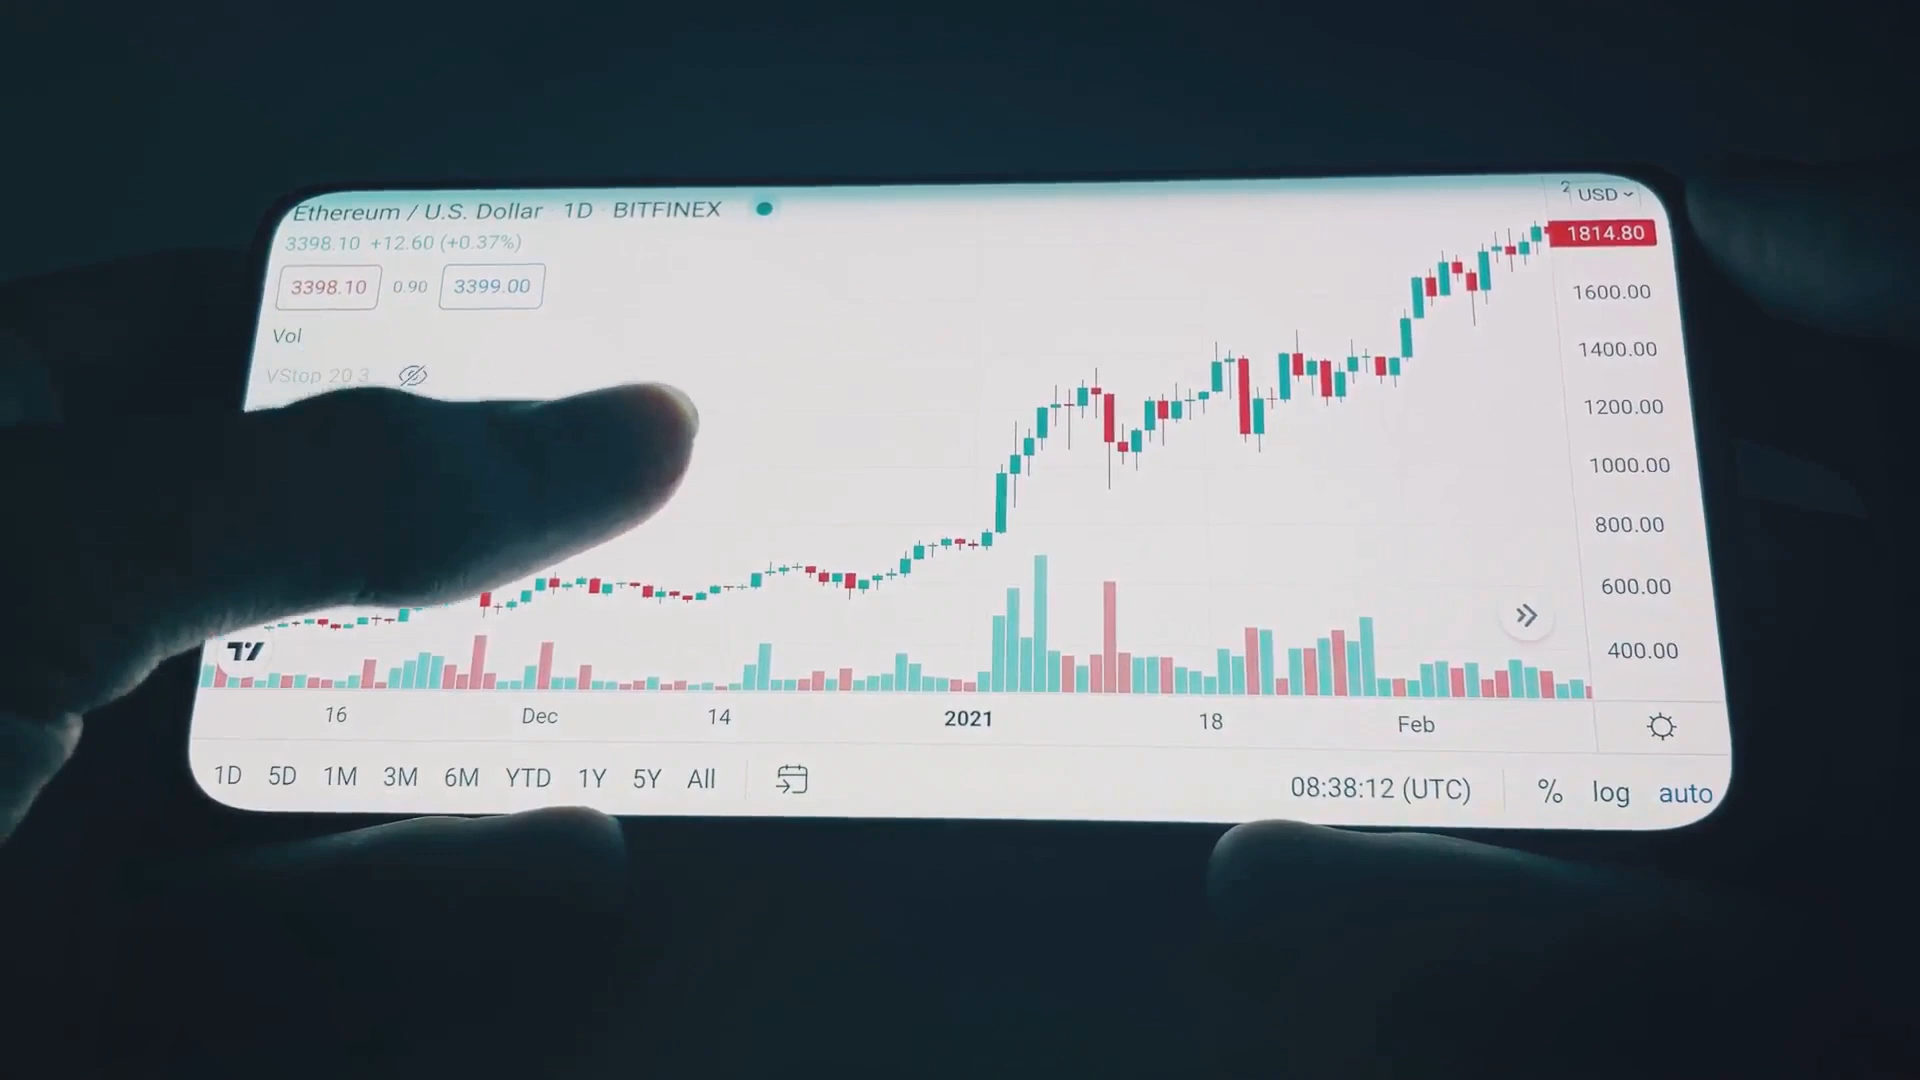 Ethereum / U.S. Dollar · 1D · BITFINEX
3398.10 +12.60 (+0.37%)
3398.10 0.90 3399.00
Vol
VStop 20 3
USD
1814.80
1600.00
1400.00
1200.00
1000.00
800.00
600.00
400.00
16 Dec 14 2021 18 Feb
1D 5D 1M 3M 6M YTD 1Y 5Y All
08:38:12 (UTC) % log auto